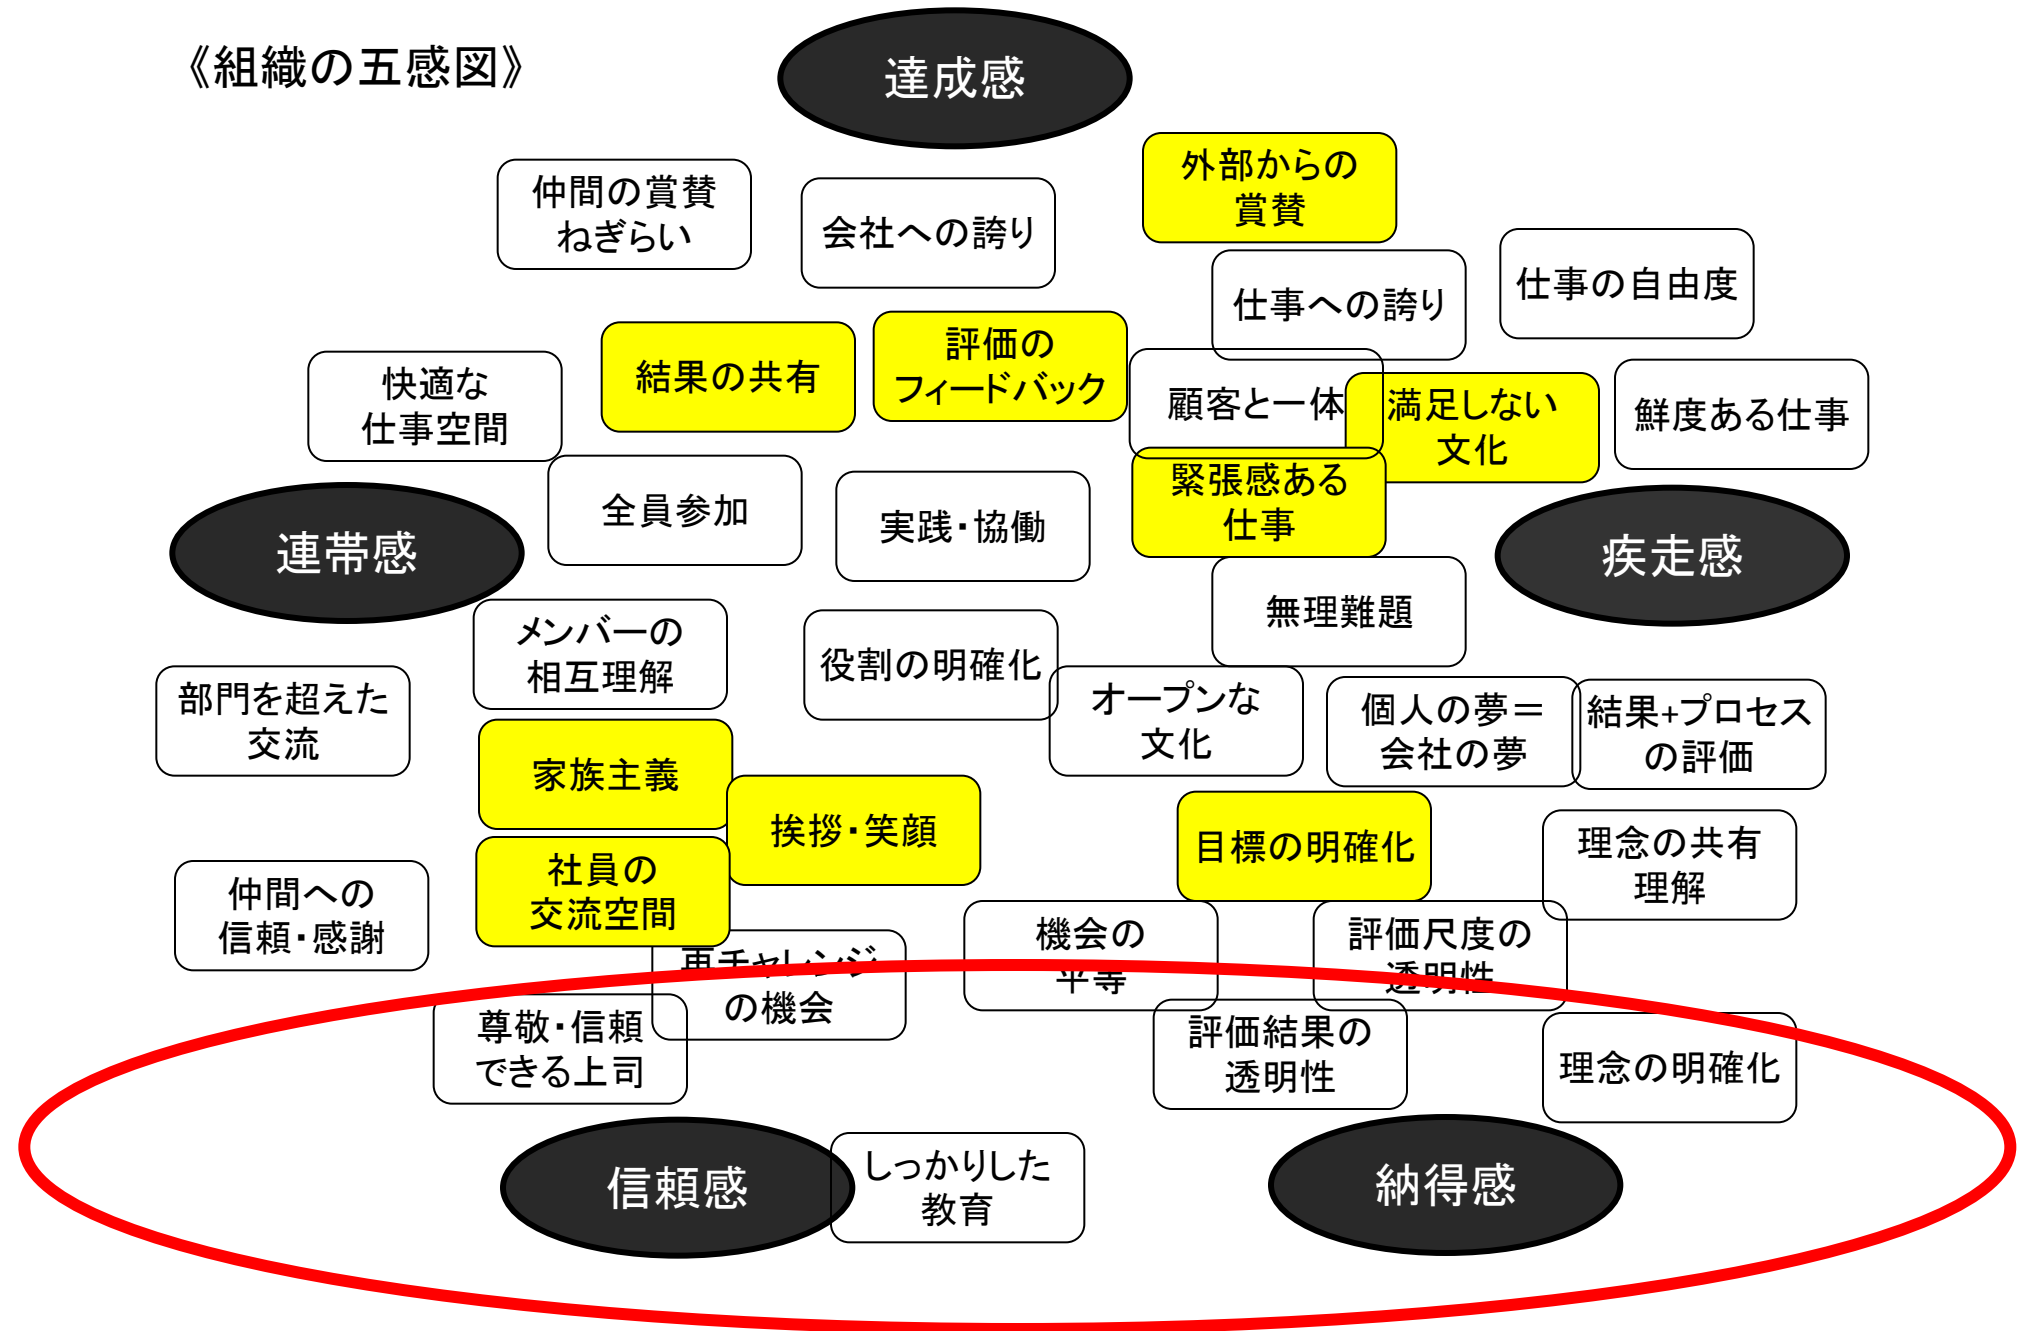 《組織の五感図》
達成感
外部からの
賞賛
仲間の賞賛
ねぎらい
会社への誇り
仕事への誇り
仕事の自由度
結果の共有
評価の
フィードバック
快適な
仕事空間
顧客と一体
満足しない
文化
鮮度ある仕事
緊張感ある
仕事
全員参加
実践・協働
連帯感
疾走感
無理難題
メンバーの
相互理解
役割の明確化
部門を超えた
交流
オープンな
文化
個人の夢＝
会社の夢
結果+プロセス
の評価
家族主義
挨拶・笑顔
目標の明確化
理念の共有
理解
社員の
交流空間
仲間への
信頼・感謝
再チャレンジ
の機会
機会の
平等
評価尺度の
透明性
尊敬・信頼
できる上司
評価結果の
透明性
理念の明確化
信頼感
しっかりした
教育
納得感